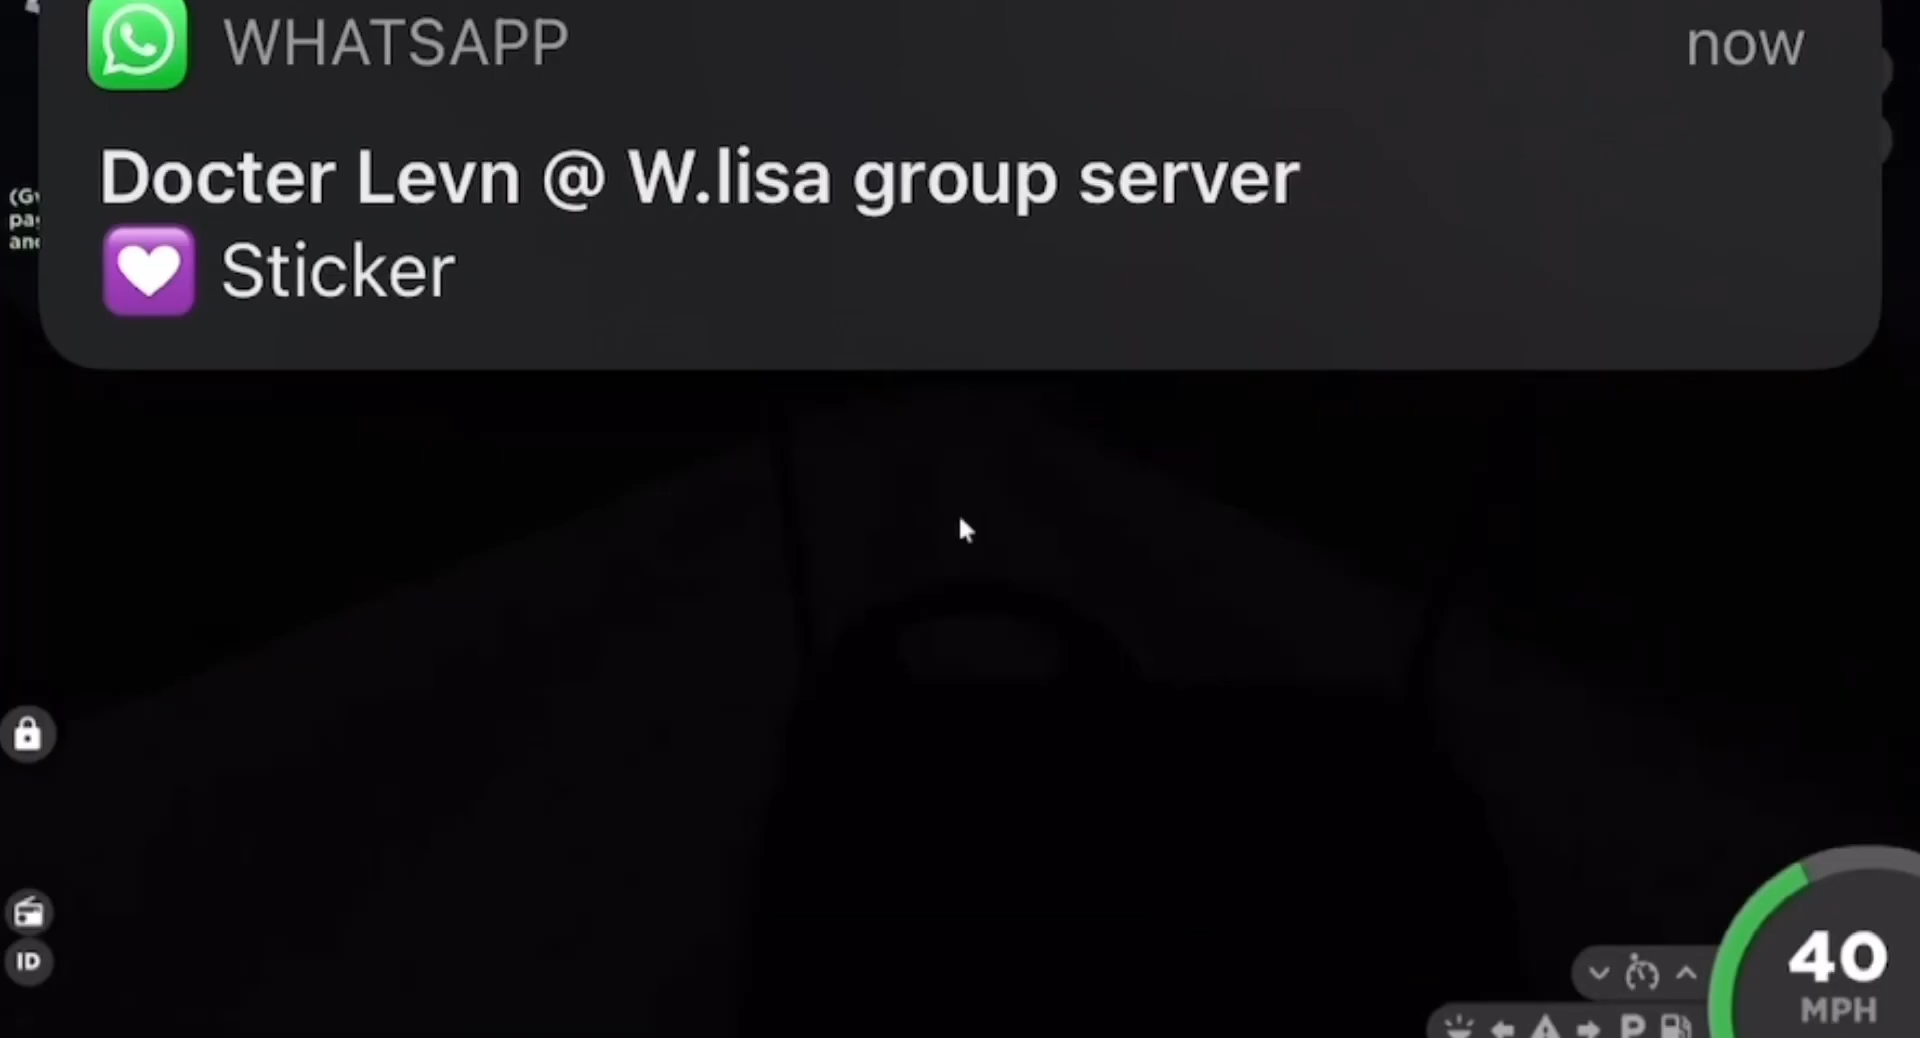 WHATSAPP
now
Docter Levn @ W.lisa group server
Sticker
ID
40
MPH
P